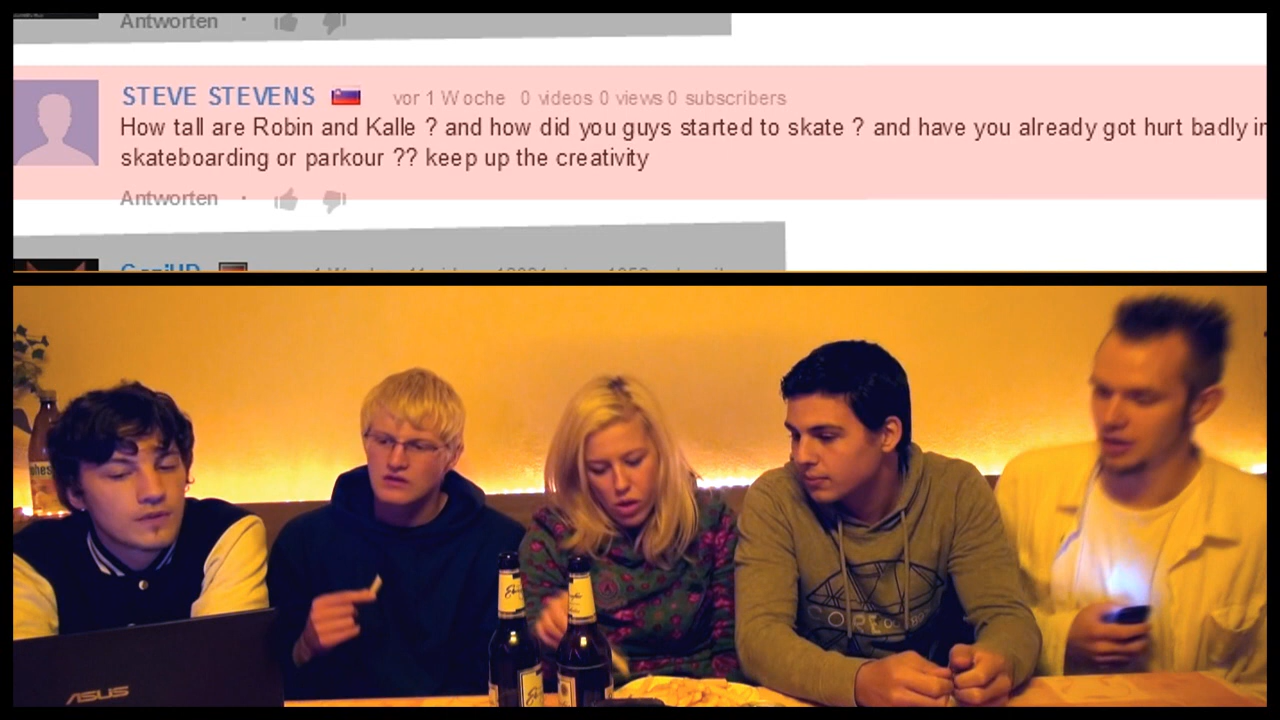 Antworten ·
STEVE STEVENS vor 1 Woche 0 videos 0 views 0 subscribers
How tall are Robin and Kalle ? and how did you guys started to skate ? and have you already got hurt badly in
skateboarding or parkour ?? keep up the creativity
Antworten ·
1 Woche
ASUS